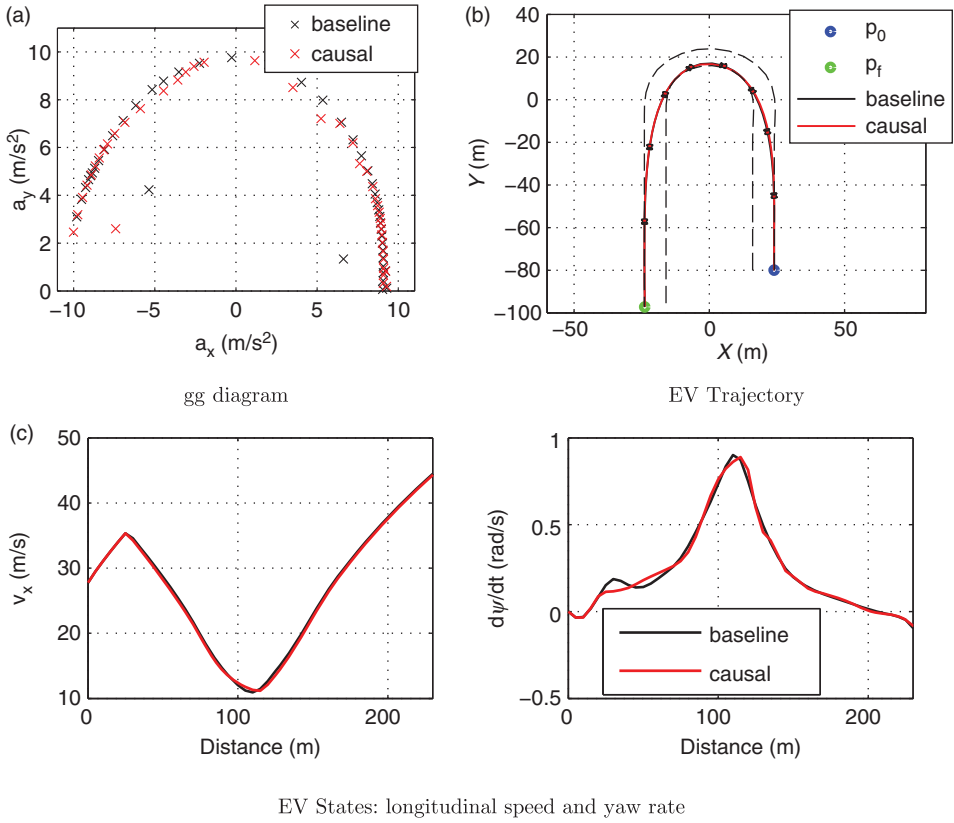 (a)
baseline
causal
10
8
6
4
2
0
a_y (m/s²)
−10
−5
0
5
10
a_x (m/s²)
gg diagram
(b)
p_0
p_f
baseline
causal
40
20
0
−20
−40
−60
−80
−100
Y (m)
−50
0
50
X (m)
EV Trajectory
(c)
50
40
30
20
10
v_x (m/s)
0
100
200
Distance (m)
1
0.5
0
−0.5
dψ/dt (rad/s)
baseline
causal
0
100
200
Distance (m)
EV States: longitudinal speed and yaw rate